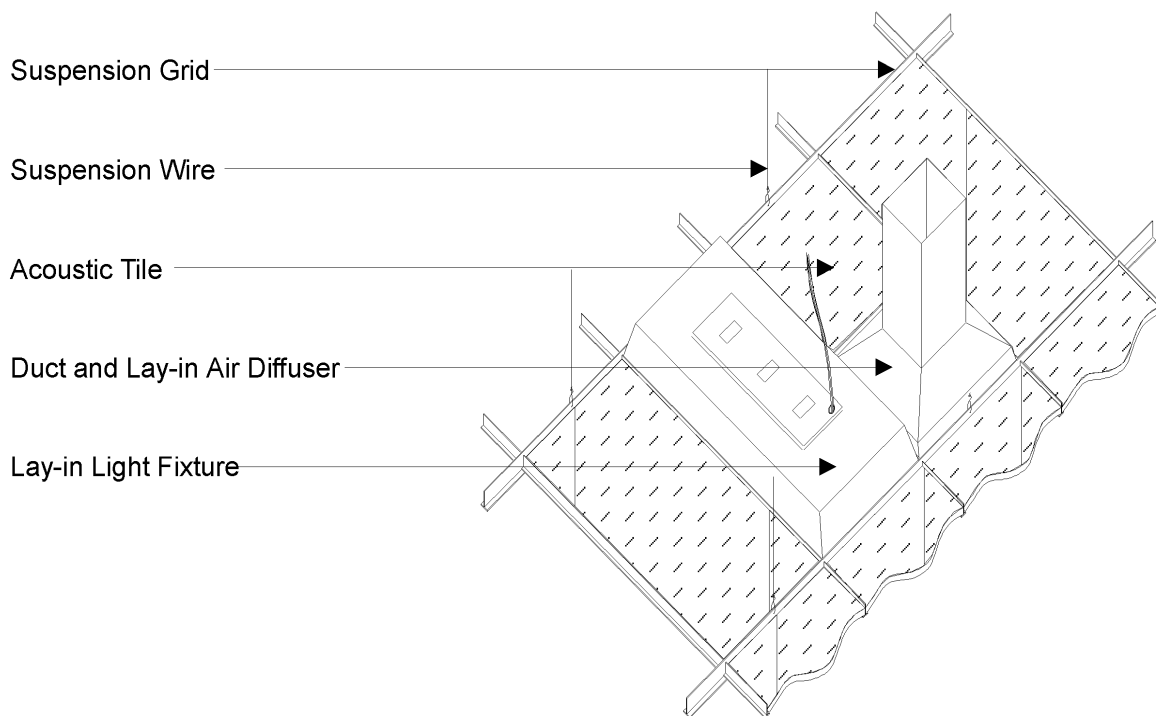 Suspension Grid
Suspension Wire
Acoustic Tile
Duct and Lay-in Air Diffuser
Lay-in Light Fixture